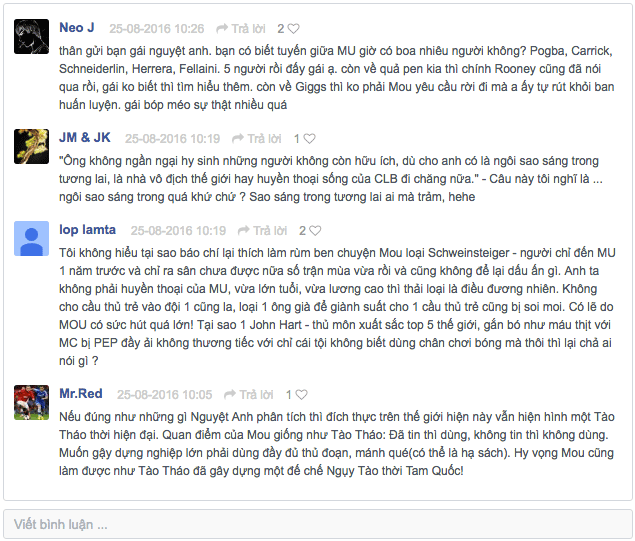 Neo J 25-08-2016 10:26 Trả lời 2
thân gửi bạn gái nguyệt anh. bạn có biết tuyến giữa MU giờ có boa nhiêu người không? Pogba, Carrick,
Schneiderlin, Herrera, Fellaini. 5 người rồi đấy gái ạ. còn về quả pen kia thì chính Rooney cũng đã nói
qua rồi, gái ko biết thì tìm hiểu thêm. còn về Giggs thì ko phải Mou yêu cầu rời đi mà a ấy tự rút khỏi ban
huấn luyện. gái bóp méo sự thật nhiều quá
JM & JK 25-08-2016 10:19 Trả lời 1
"Ông không ngần ngại hy sinh những người không còn hữu ích, dù cho anh có là ngôi sao sáng trong
tương lai, là nhà vô địch thế giới hay huyền thoại sống của CLB đi chăng nữa." - Câu này tôi nghĩ là ...
ngôi sao sáng trong quá khứ chứ ? Sao sáng trong tương lai ai mà trảm, hehe
lop lamta 25-08-2016 10:19 Trả lời 2
Tôi không hiểu tại sao báo chí lại thích làm rùm ben chuyện Mou loại Schweinsteiger - người chỉ đến MU
1 năm trước và chỉ ra sân chưa được nữa số trận mùa vừa rồi và cũng không để lại dấu ấn gì. Anh ta
không phải huyền thoại của MU, vừa lớn tuổi, vừa lương cao thì thải loại là điều đương nhiên. Không
cho cầu thủ trẻ vào đội 1 cũng la, loại 1 ông già để giành suất cho 1 cầu thủ trẻ cũng bị soi moi. Có lẽ do
MOU có sức hút quá lớn! Tại sao 1 John Hart - thủ môn xuất sắc top 5 thế giới, gắn bó như máu thịt với
MC bị PEP đầy ải không thương tiếc với chỉ cái tội không biết dùng chân chơi bóng mà thôi thì lại chả ai
nói gì ?
Mr.Red 25-08-2016 10:05 Trả lời 1
Nếu đúng như những gì Nguyệt Anh phân tích thì đích thực trên thế giới hiện này vẫn hiện hình một Tào
Tháo thời hiện đại. Quan điểm của Mou giống như Tào Tháo: Đã tin thì dùng, không tin thì không dùng.
Muốn gây dựng nghiệp lớn phải dùng đầy đủ thủ đoạn, mánh qué(có thể là hạ sách). Hy vọng Mou cũng
làm được như Tào Tháo đã gây dựng một đế chế Ngụy Tào thời Tam Quốc!
Viết bình luận ...